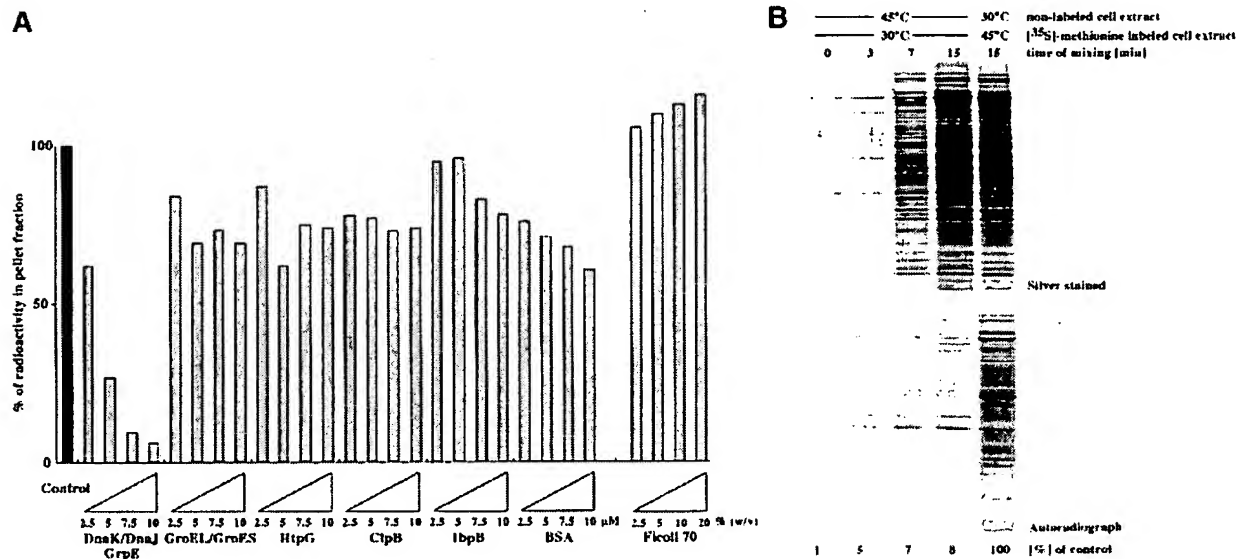 A
% of radioactivity in pellet fraction
100
50
0
Control
2.5 5 7.5 10 2.5 5 7.5 10 2.5 5 7.5 10 2.5 5 7.5 10 2.5 5 7.5 10 2.5 5 7.5 10 µM 2.5 5 10 20 % (w/v)
DnaK/DnaJ GroEL/GroES HtpG ClpB IbpB BSA Ficoll 70
GrpE
B
45°C 30°C non-labeled cell extract
30°C 45°C [35S]-methionine labeled cell extract
0 3 7 15 15 time of mixing [min]
Silver stained
Autoradiograph
1 5 7 8 100 [%] of control